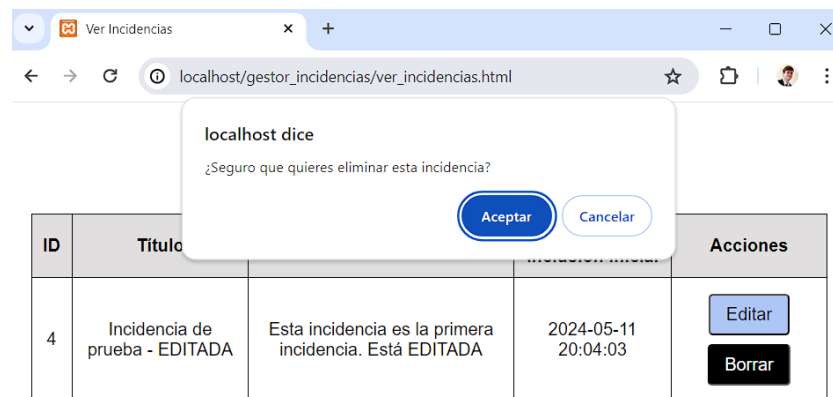 Ver Incidencias
localhost/gestor_incidencias/ver_incidencias.html
localhost dice
¿Seguro que quieres eliminar esta incidencia?
Aceptar
Cancelar
ID
Título
Acciones
4
Incidencia de
prueba - EDITADA
Esta incidencia es la primera
incidencia. Está EDITADA
2024-05-11
20:04:03
Editar
Borrar